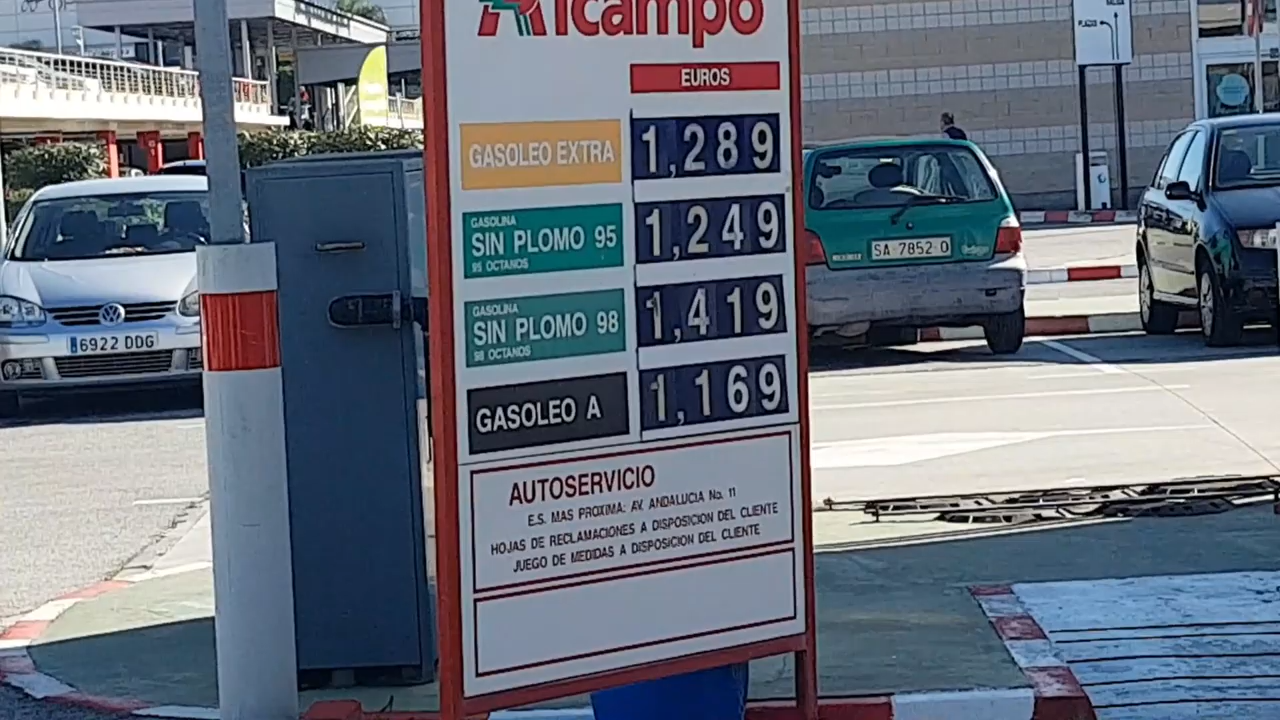 Alcampo
EUROS
GASOLEO EXTRA 1,289
GASOLINA
SIN PLOMO 95 1,249
95 OCTANOS
GASOLINA
SIN PLOMO 98 1,419
98 OCTANOS
GASOLEO A 1,169
AUTOSERVICIO
E.S. MAS PROXIMA: AV. ANDALUCIA No. 11
HOJAS DE RECLAMACIONES A DISPOSICION DEL CLIENTE
JUEGO DE MEDIDAS A DISPOSICION DEL CLIENTE
6922 DDG
SA 7852 O
PLAZAS